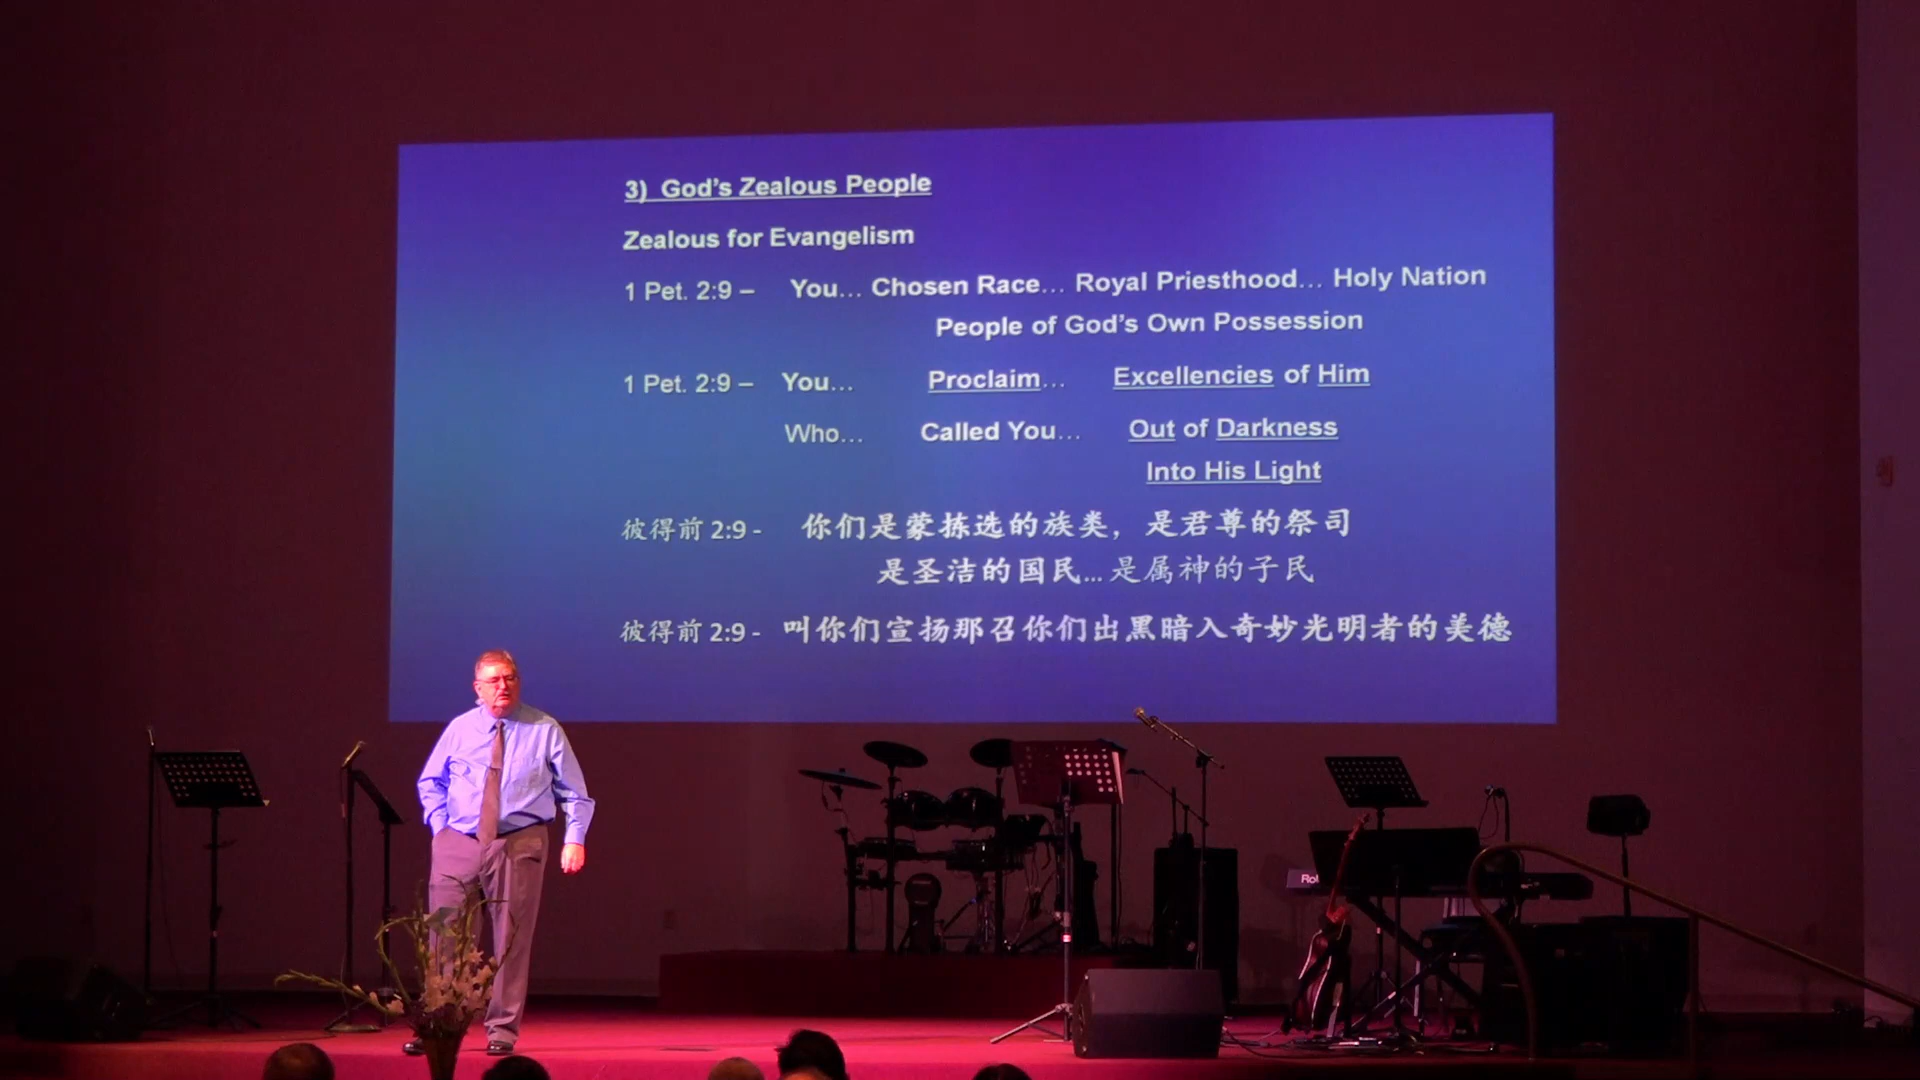 3) God's Zealous People
Zealous for Evangelism
1 Pet. 2:9 – You... Chosen Race... Royal Priesthood... Holy Nation
People of God's Own Possession
1 Pet. 2:9 – You... Proclaim... Excellencies of Him
Who... Called You... Out of Darkness
Into His Light
彼得前 2:9 - 你们是蒙拣选的族类，是君尊的祭司
是圣洁的国民... 是属神的子民
彼得前 2:9 - 叫你们宣扬那召你们出黑暗入奇妙光明者的美德